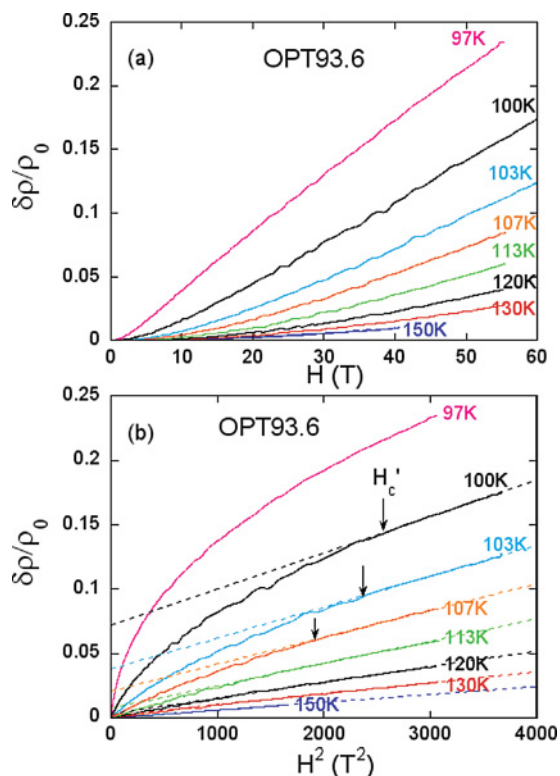 0.25
(a)
OPT93.6
97K
0.2
100K
0.15
δρ/ρ0
103K
0.1
107K
113K
0.05
120K
130K
150K
0
0 10 20 30 40 50 60
H (T)
0.25
(b)
OPT93.6
97K
0.2
Hc'
100K
0.15
δρ/ρ0
103K
0.1
107K
113K
0.05
120K
130K
150K
0
0 1000 2000 3000 4000
H² (T²)